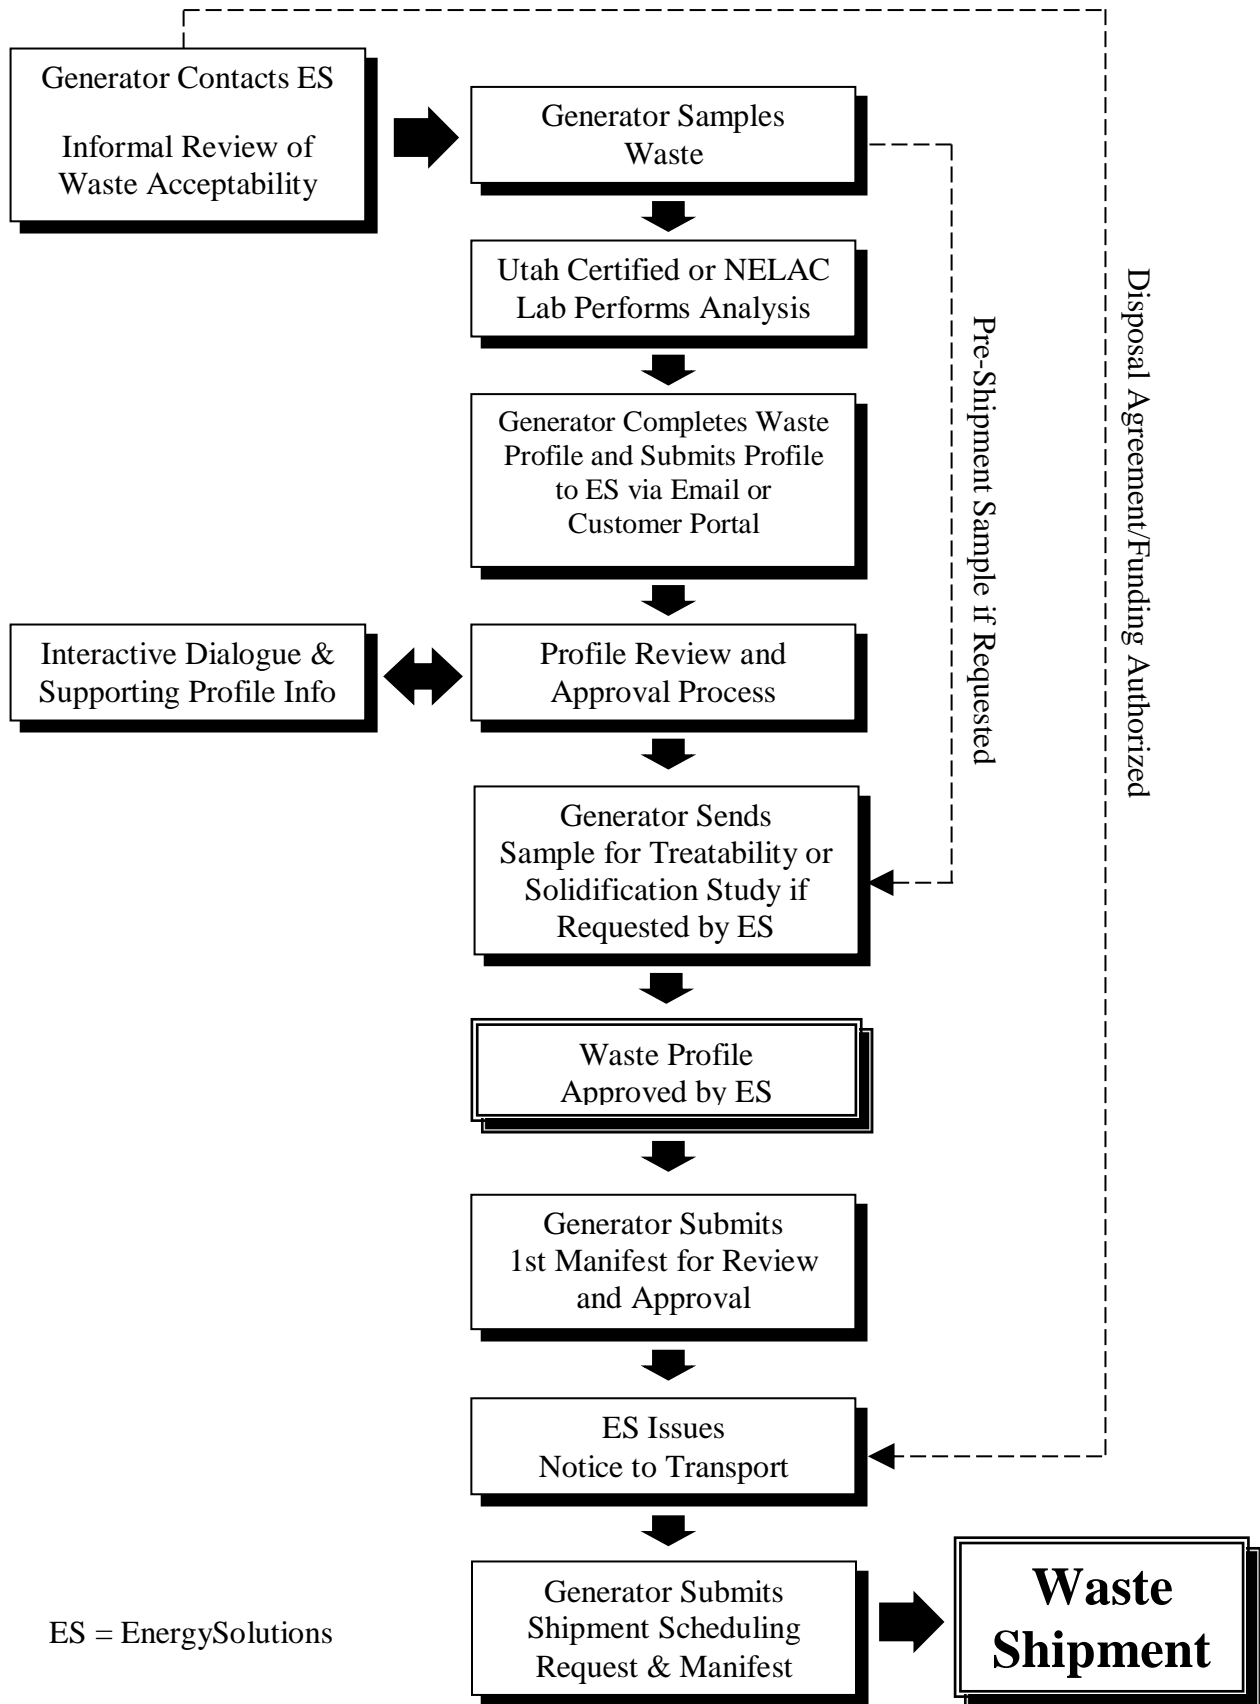 Generator Contacts ES
Informal Review of
Waste Acceptability
Generator Samples
Waste
Utah Certified or NELAC
Lab Performs Analysis
Generator Completes Waste
Profile and Submits Profile
to ES via Email or
Customer Portal
Interactive Dialogue &
Supporting Profile Info
Profile Review and
Approval Process
Generator Sends
Sample for Treatability or
Solidification Study if
Requested by ES
Pre-Shipment Sample if Requested
Disposal Agreement/Funding Authorized
Waste Profile
Approved by ES
Generator Submits
1st Manifest for Review
and Approval
ES Issues
Notice to Transport
Generator Submits
Shipment Scheduling
Request & Manifest
Waste
Shipment
ES = EnergySolutions